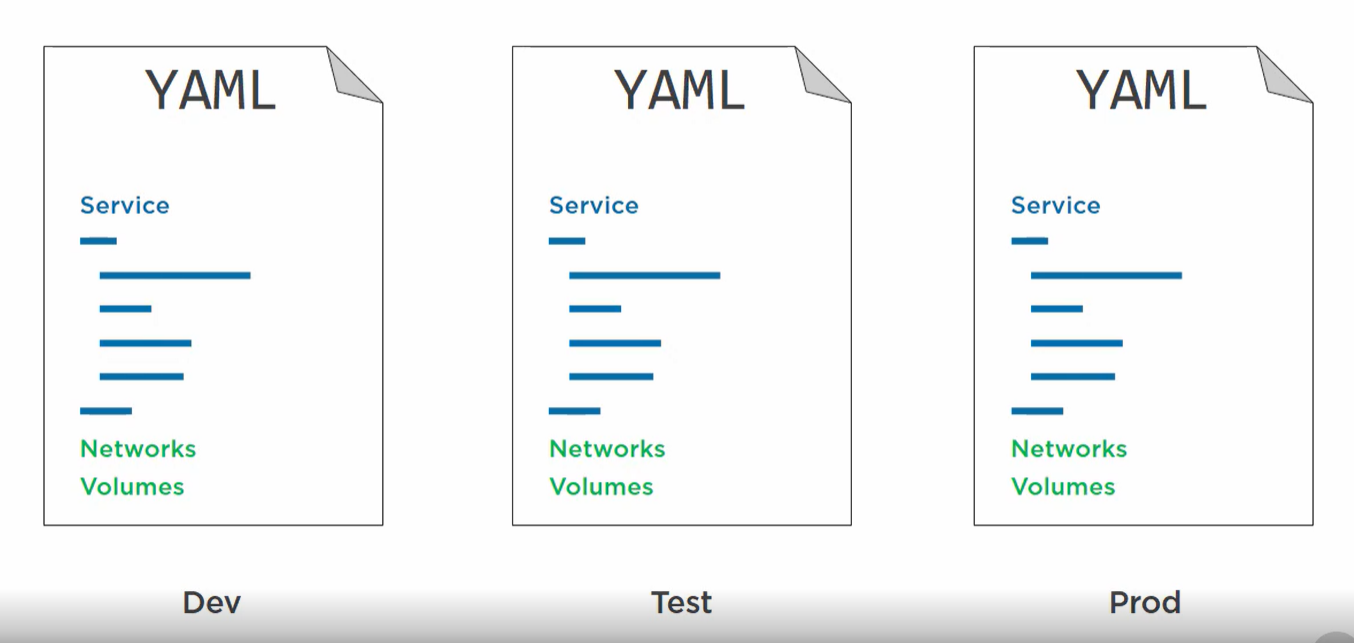 YAML
Service
Networks
Volumes
Dev
YAML
Service
Networks
Volumes
Test
YAML
Service
Networks
Volumes
Prod